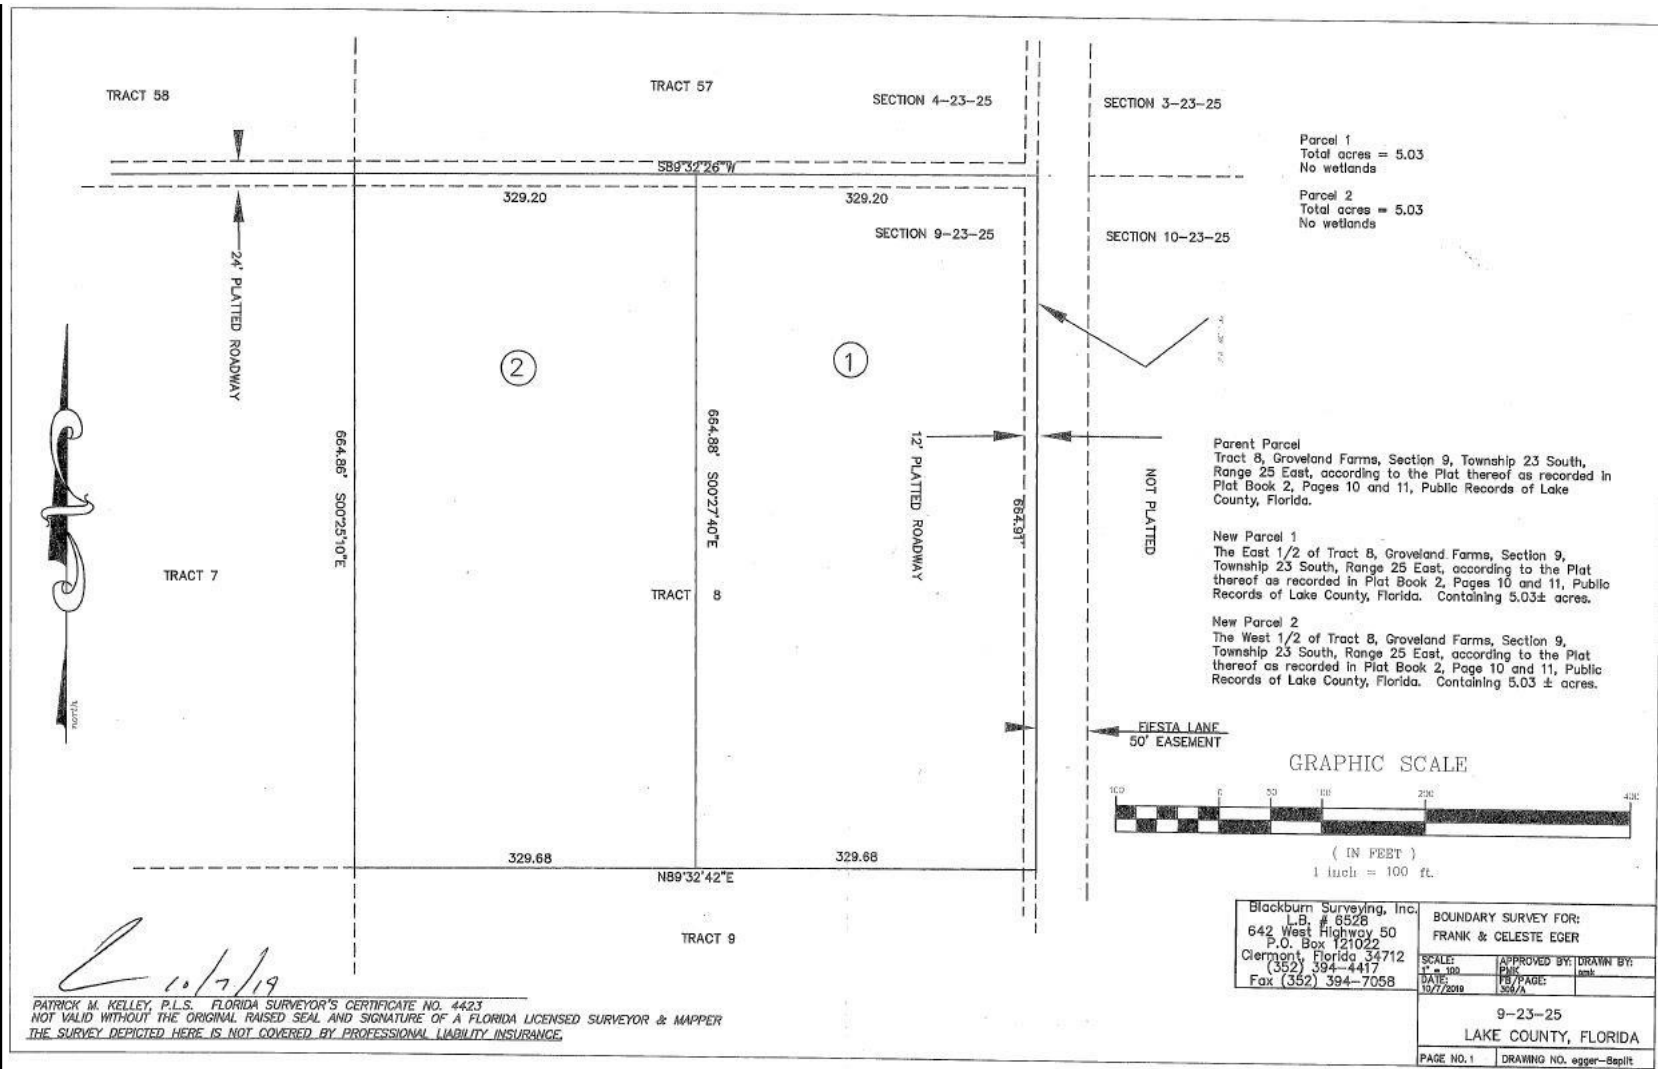 TRACT 58
TRACT 57
SECTION 4-23-25
SECTION 3-23-25
S89°32'26"W
329.20
329.20
SECTION 9-23-25
SECTION 10-23-25
Parcel 1
Total acres = 5.03
No wetlands
Parcel 2
Total acres = 5.03
No wetlands
24' PLATTED ROADWAY
2
1
664.86' S00°25'10"E
664.88' S00°27'40"E
12' PLATTED ROADWAY
664.91'
NOT PLATTED
TRACT 7
TRACT 8
north
Parent Parcel
Tract 8, Groveland Farms, Section 9, Township 23 South,
Range 25 East, according to the Plat thereof as recorded in
Plat Book 2, Pages 10 and 11, Public Records of Lake
County, Florida.
New Parcel 1
The East 1/2 of Tract 8, Groveland Farms, Section 9,
Township 23 South, Range 25 East, according to the Plat
thereof as recorded in Plat Book 2, Pages 10 and 11, Public
Records of Lake County, Florida. Containing 5.03± acres.
New Parcel 2
The West 1/2 of Tract 8, Groveland Farms, Section 9,
Township 23 South, Range 25 East, according to the Plat
thereof as recorded in Plat Book 2, Page 10 and 11, Public
Records of Lake County, Florida. Containing 5.03 ± acres.
FIESTA LANE
50' EASEMENT
GRAPHIC SCALE
100 0 50 100 200 400
( IN FEET )
1 inch = 100 ft.
329.68
329.68
N89°32'42"E
TRACT 9
10/7/19
PATRICK M. KELLEY, P.L.S. FLORIDA SURVEYOR'S CERTIFICATE NO. 4423
NOT VALID WITHOUT THE ORIGINAL RAISED SEAL AND SIGNATURE OF A FLORIDA LICENSED SURVEYOR & MAPPER
THE SURVEY DEPICTED HERE IS NOT COVERED BY PROFESSIONAL LIABILITY INSURANCE.
Blackburn Surveying, Inc.
L.B. # 6528
642 West Highway 50
P.O. Box 121022
Clermont, Florida 34712
(352) 394-4417
Fax (352) 394-7058
BOUNDARY SURVEY FOR:
FRANK & CELESTE EGER
SCALE: 1" = 100
APPROVED BY: PMK
DRAWN BY: pmk
DATE: 10/7/2019
FB/PAGE:
9-23-25
LAKE COUNTY, FLORIDA
PAGE NO. 1
DRAWING NO. egger-8split